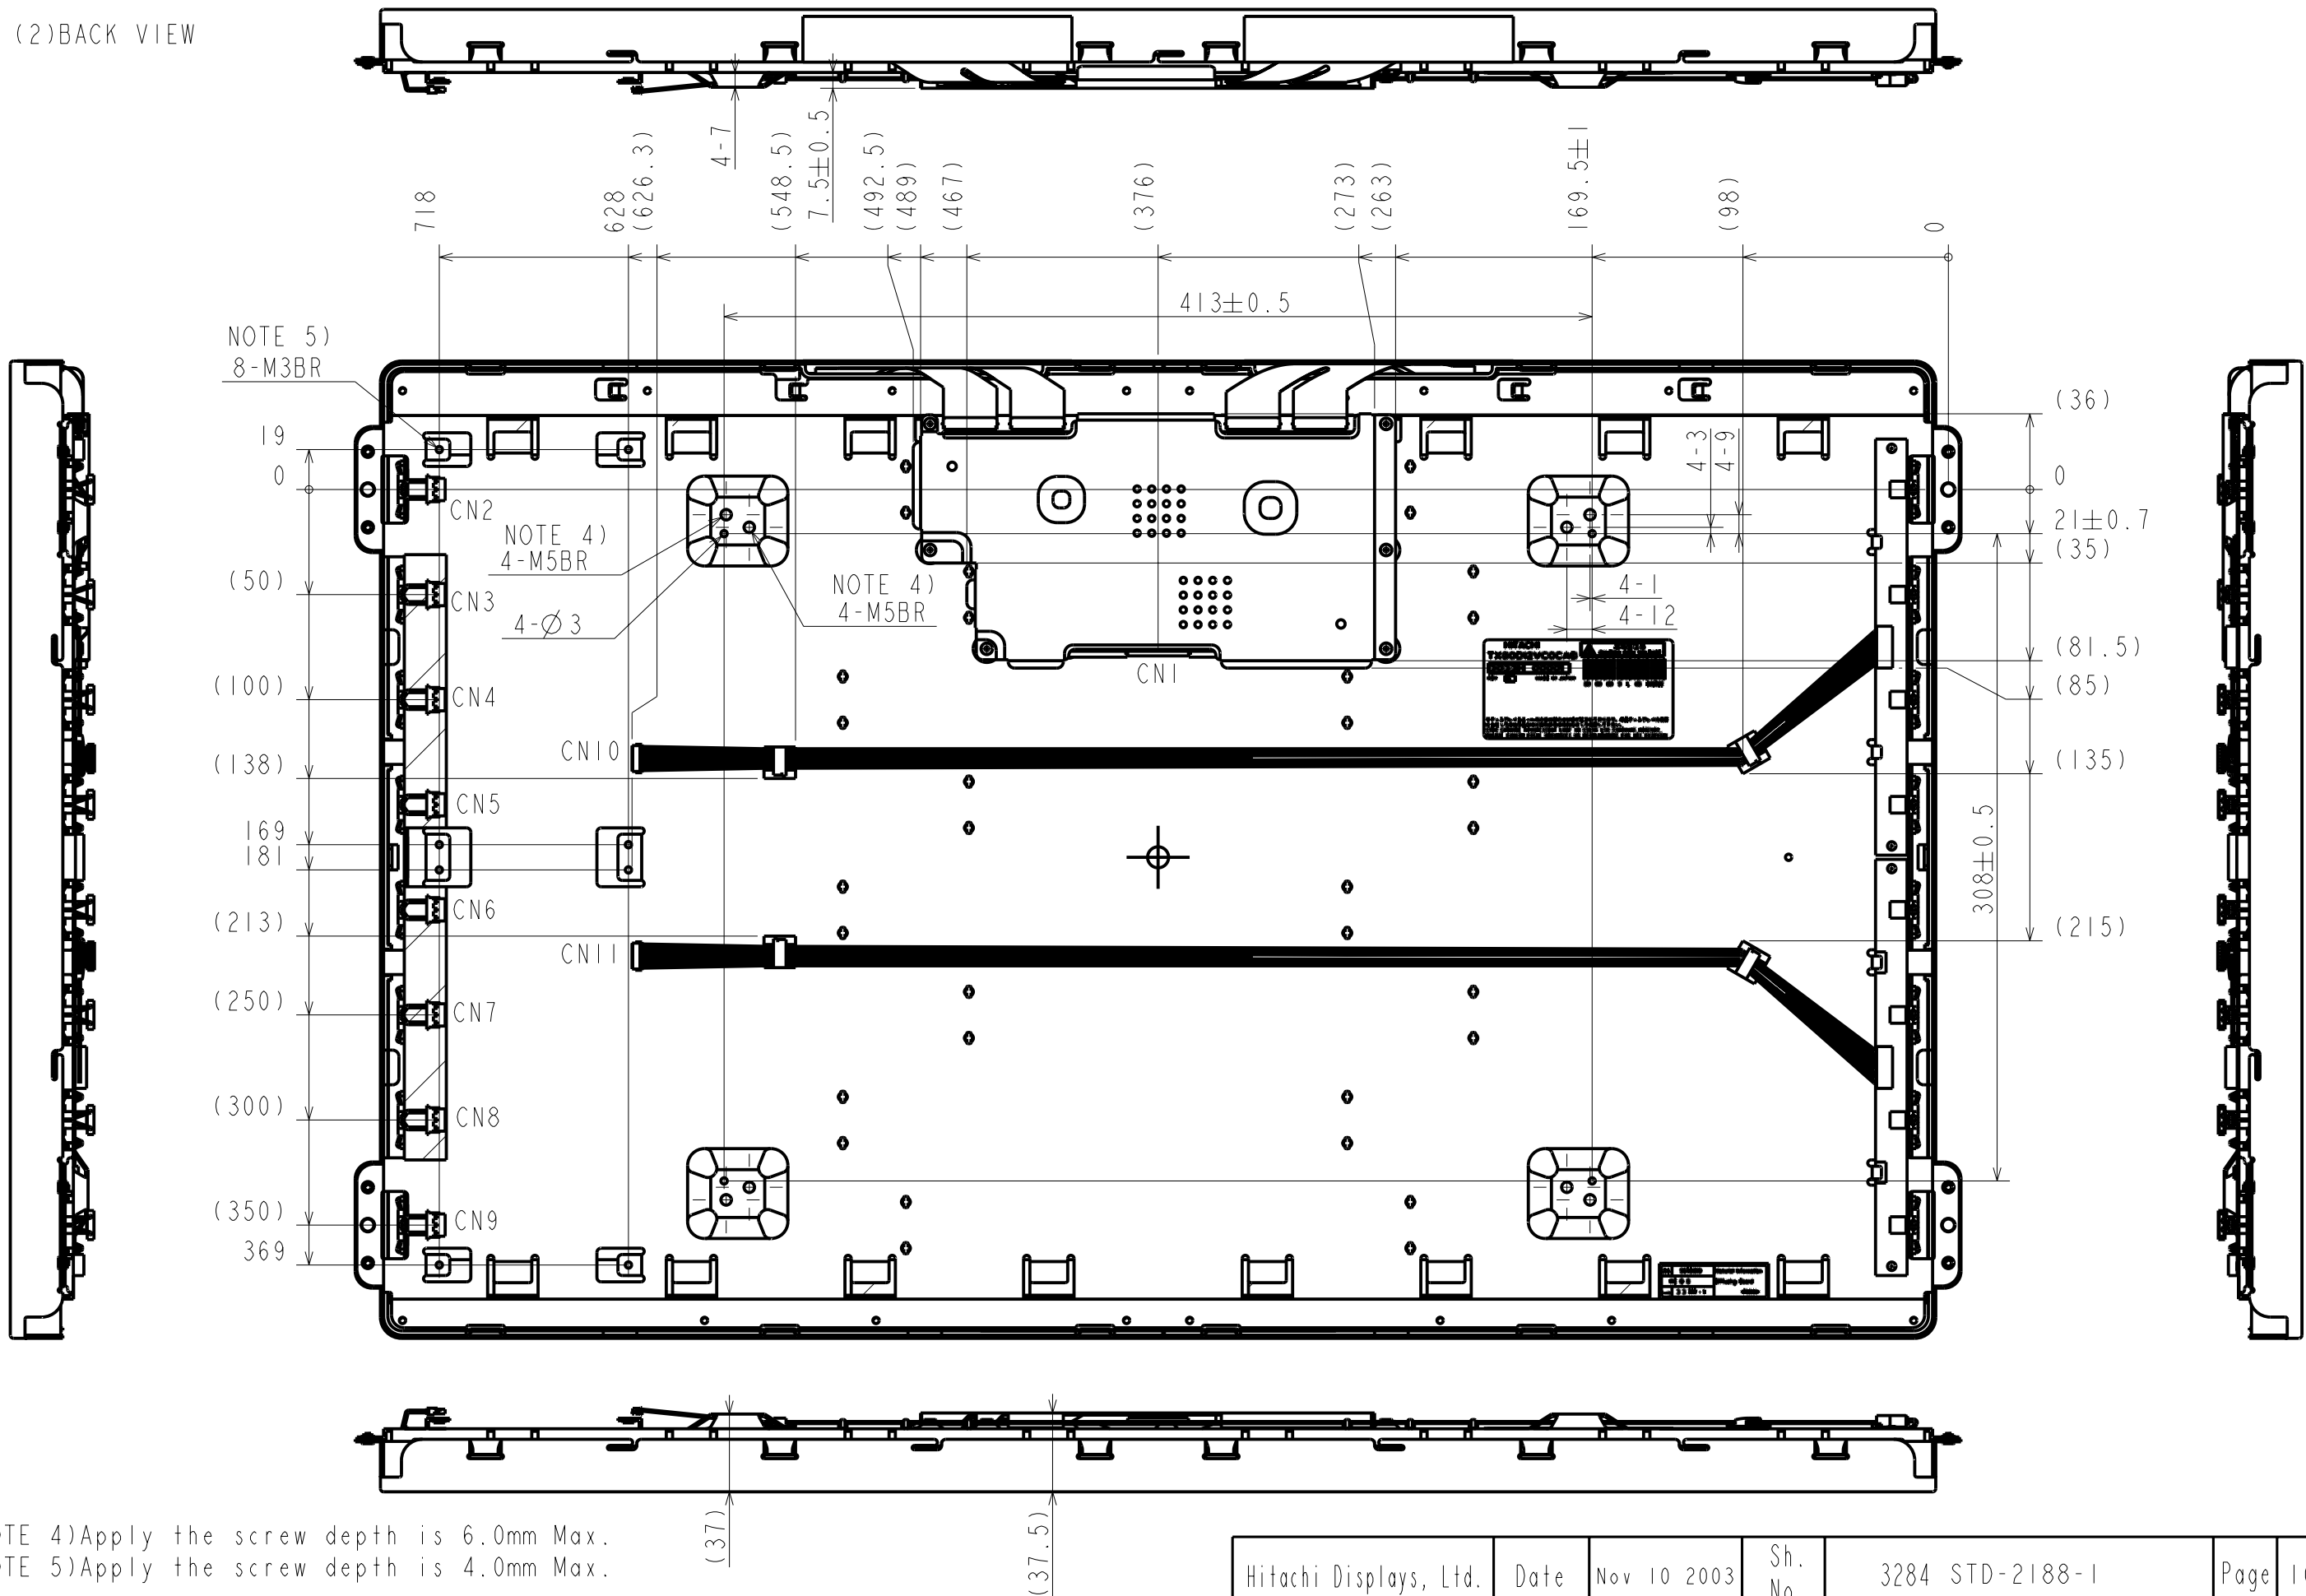 (2)BACK VIEW
4-7
7.5±0.5
718
628
(626.3)
(548.5)
(492.5)
(489)
(467)
(376)
(273)
(263)
169.5±1
(98)
0
413±0.5
NOTE 5)
8-M3BR
19
0
(50)
(100)
(138)
169
181
(213)
(250)
(300)
(350)
369
CN2
CN3
CN4
CN5
CN6
CN7
CN8
CN9
CN10
CN11
CN1
NOTE 4)
4-M5BR
4-Ø3
NOTE 4)
4-M5BR
4-3
4-9
4-1
4-12
HITACHI
(36)
0
21±0.7
(35)
(81.5)
(85)
(135)
(215)
308±0.5
(37)
(37.5)
TE 4)Apply the screw depth is 6.0mm Max.
TE 5)Apply the screw depth is 4.0mm Max.
Hitachi Displays, Ltd.
Date
Nov 10 2003
Sh.
No.
3284 STD-2188-1
Page